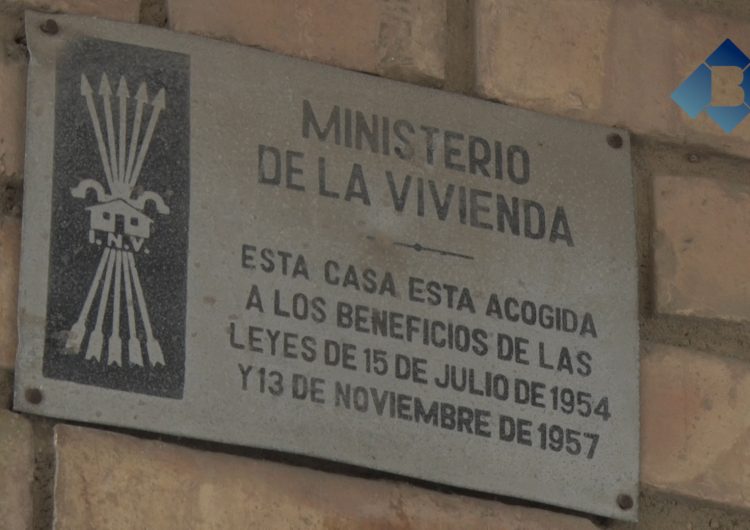 I.N.V.
MINISTERIO
DE LA VIVIENDA
ESTA CASA ESTA ACOGIDA
A LOS BENEFICIOS DE LAS
LEYES DE 15 DE JULIO DE 1954
Y 13 DE NOVIEMBRE DE 1957
B